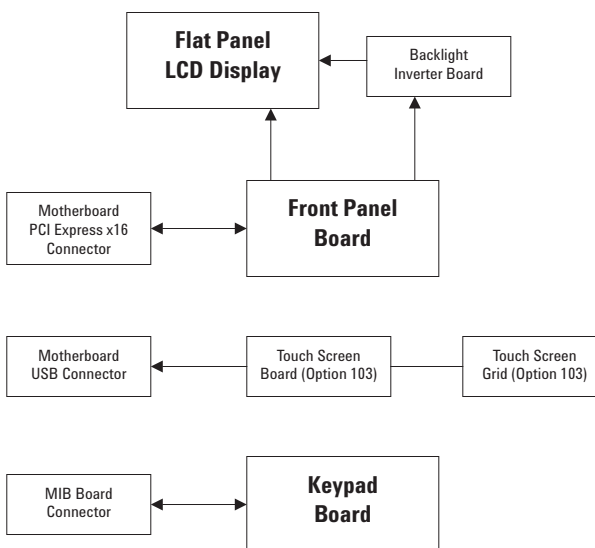 Flat Panel
LCD Display
Backlight
Inverter Board
Motherboard
PCI Express x16
Connector
Front Panel
Board
Motherboard
USB Connector
Touch Screen
Board (Option 103)
Touch Screen
Grid (Option 103)
MIB Board
Connector
Keypad
Board